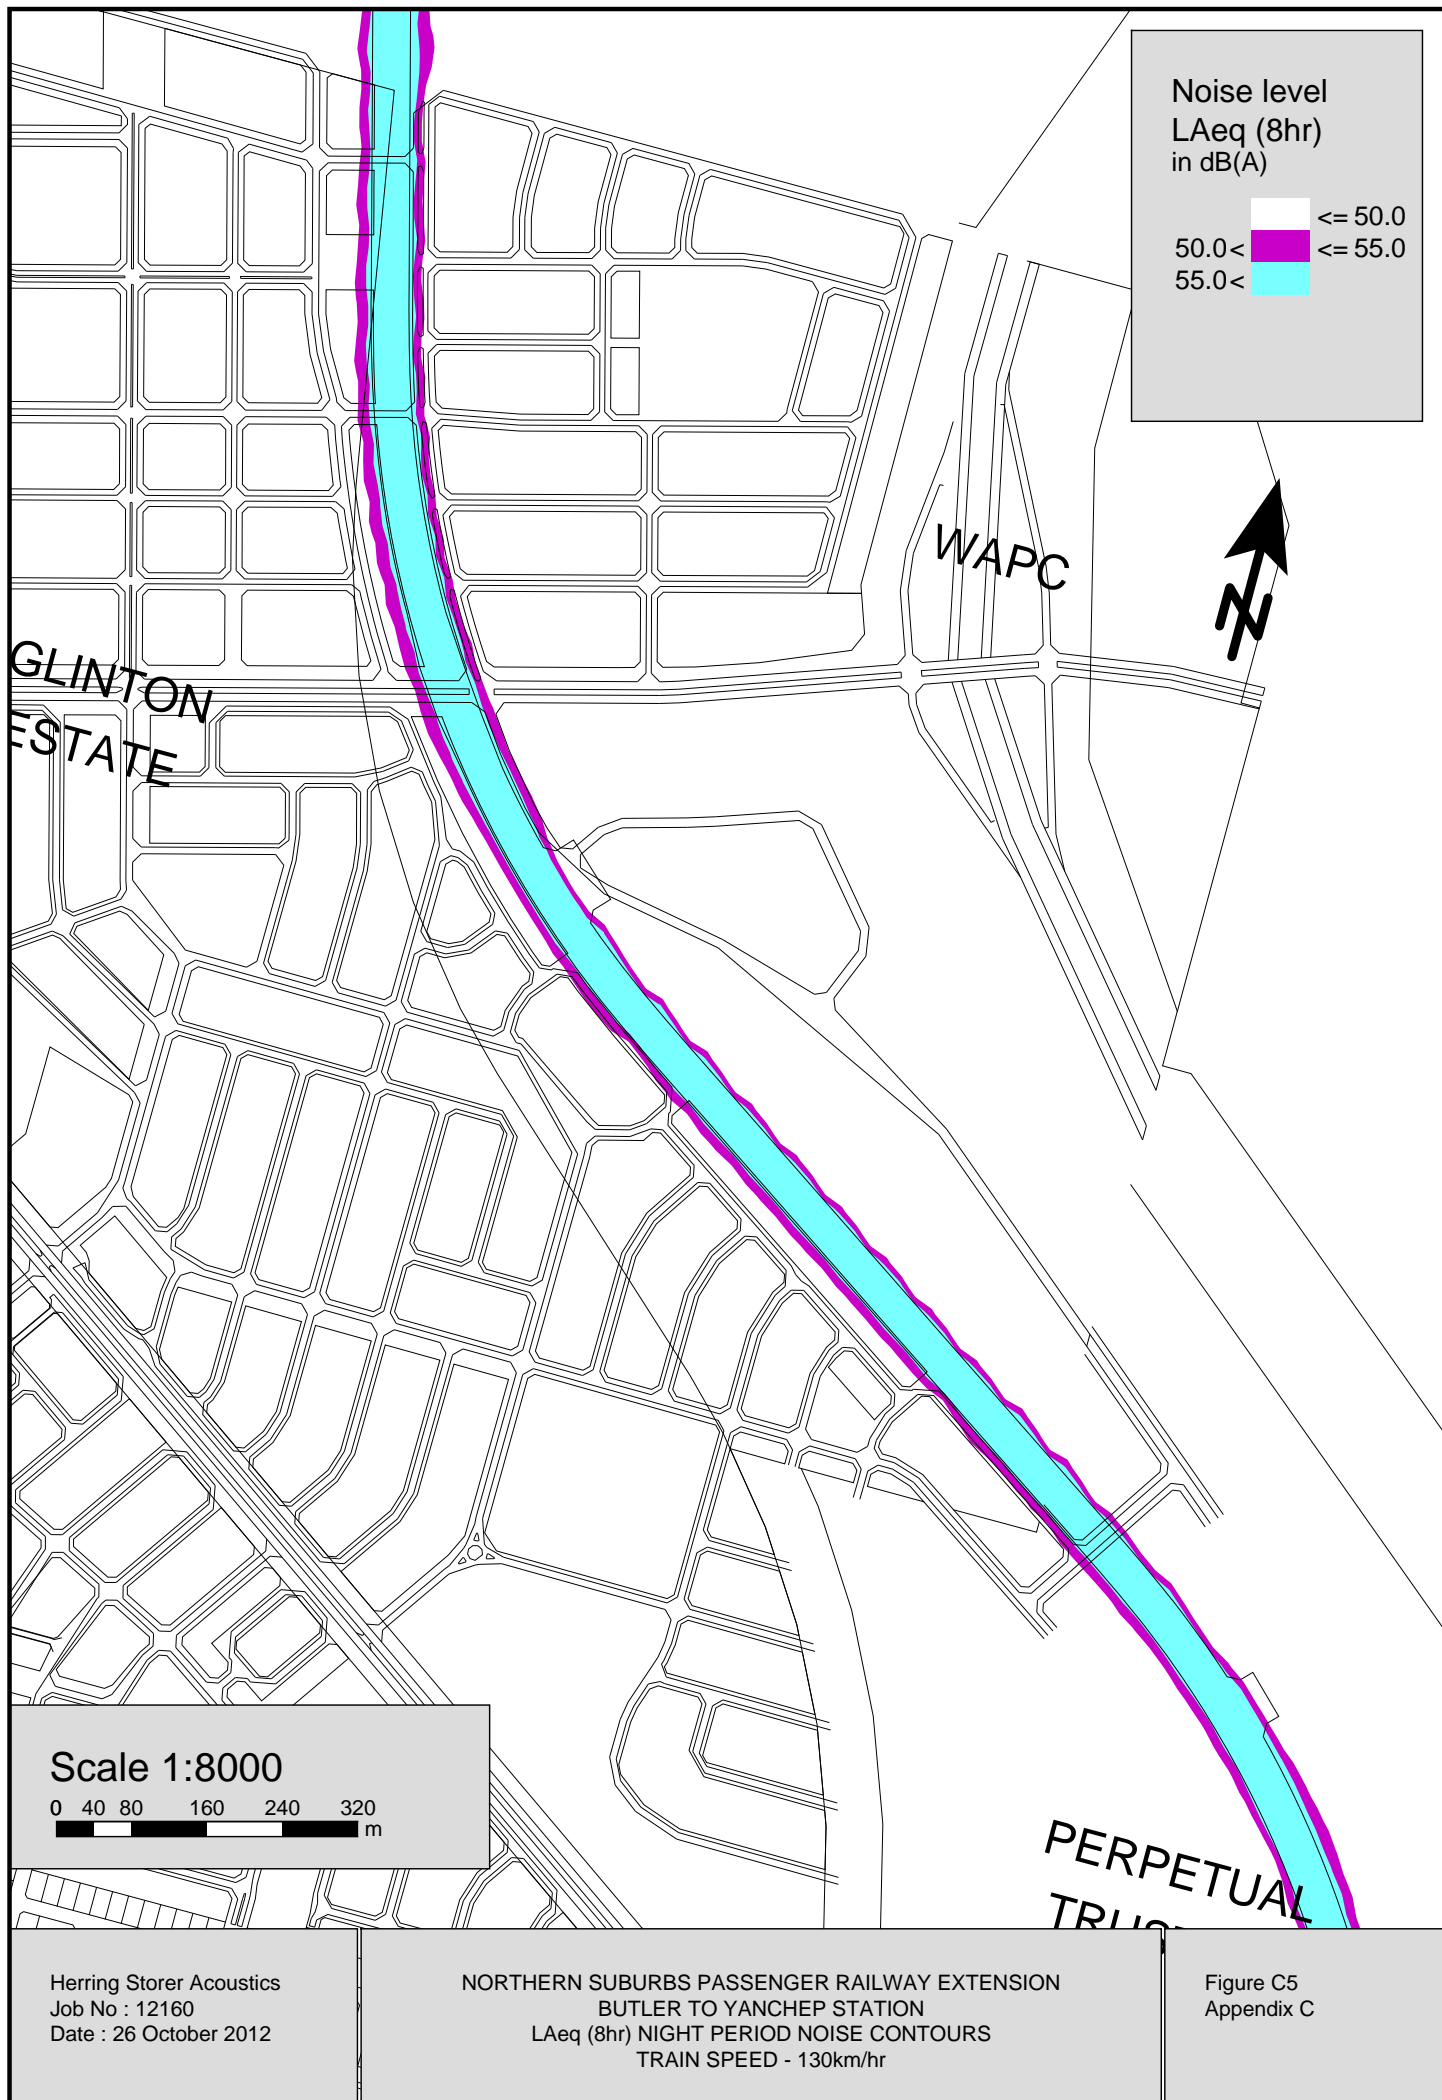 Noise level
LAeq (8hr)
in dB(A)
<= 50.0
50.0< <= 55.0
55.0<
WAPC
N
GLINTON
ESTATE
Scale 1:8000
0 40 80 160 240 320
m
PERPETUAL
TRUS
Herring Storer Acoustics
Job No : 12160
Date : 26 October 2012
NORTHERN SUBURBS PASSENGER RAILWAY EXTENSION
BUTLER TO YANCHEP STATION
LAeq (8hr) NIGHT PERIOD NOISE CONTOURS
TRAIN SPEED - 130km/hr
Figure C5
Appendix C